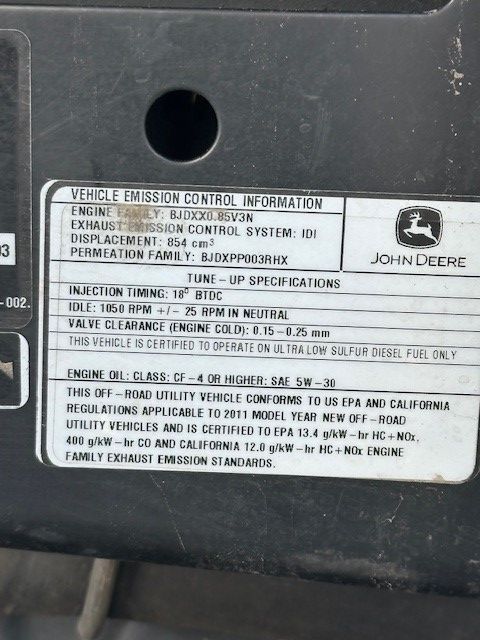 VEHICLE EMISSION CONTROL INFORMATION
ENGINE FAMILY: BJDXX0.85V3N
EXHAUST EMISSION CONTROL SYSTEM: IDI
DISPLACEMENT: 854 cm³
PERMEATION FAMILY: BJDXPP003RHX
JOHN DEERE
TUNE-UP SPECIFICATIONS
INJECTION TIMING: 18⁰ BTDC
IDLE: 1050 RPM +/- 25 RPM IN NEUTRAL
VALVE CLEARANCE (ENGINE COLD): 0.15-0.25 mm
THIS VEHICLE IS CERTIFIED TO OPERATE ON ULTRA LOW SULFUR DIESEL FUEL ONLY
ENGINE OIL: CLASS: CF-4 OR HIGHER: SAE 5W-30
THIS OFF-ROAD UTILITY VEHICLE CONFORMS TO US EPA AND CALIFORNIA
REGULATIONS APPLICABLE TO 2011 MODEL YEAR NEW OFF-ROAD
UTILITY VEHICLES AND IS CERTIFIED TO EPA 13.4 g/kW-hr HC+NOx,
400 g/kW-hr CO AND CALIFORNIA 12.0 g/kW-hr HC+NOx ENGINE
FAMILY EXHAUST EMISSION STANDARDS.
03
-002.